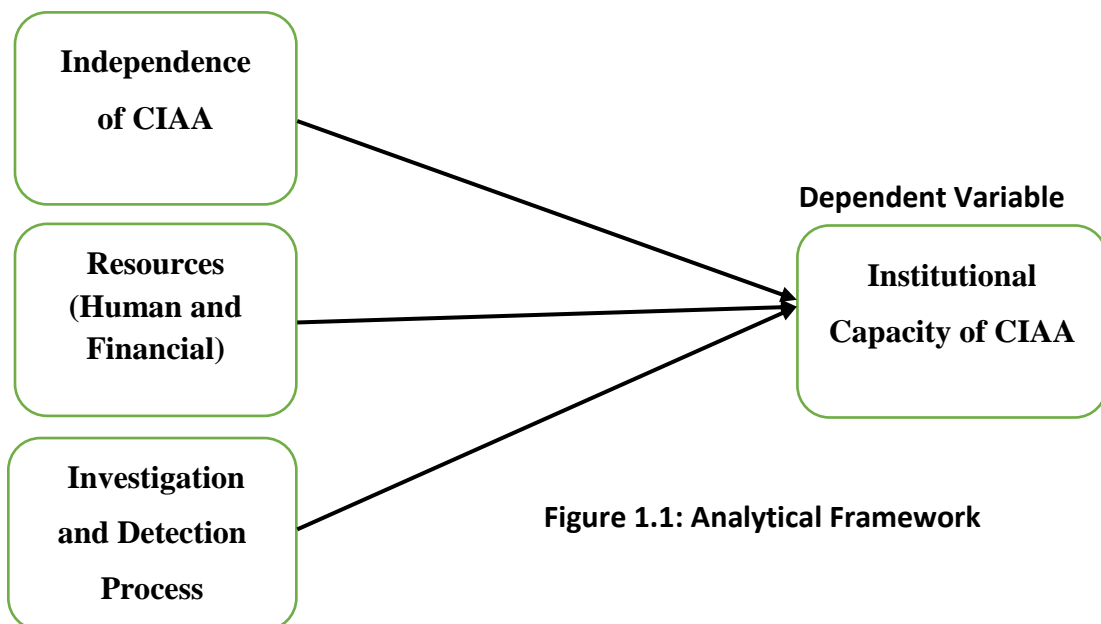 Independence
of CIAA
Resources
(Human and
Financial)
Investigation
and Detection
Process
Dependent Variable
Institutional
Capacity of CIAA
Figure 1.1: Analytical Framework